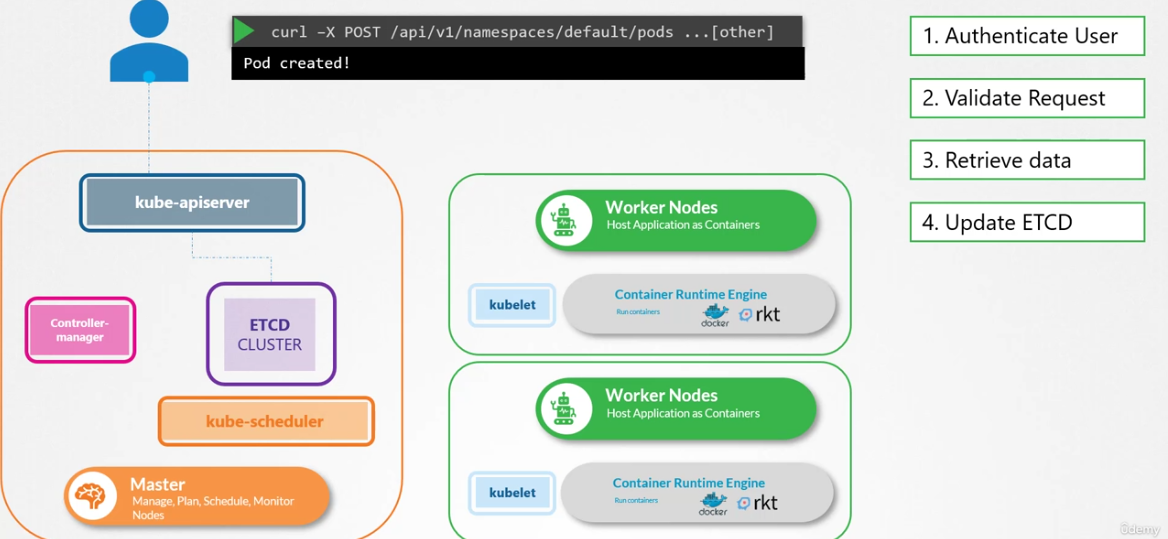 curl –X POST /api/v1/namespaces/default/pods ...[other]
Pod created!
1. Authenticate User
2. Validate Request
3. Retrieve data
4. Update ETCD
kube-apiserver
Controller-
manager
ETCD
CLUSTER
kube-scheduler
Master
Manage, Plan, Schedule, Monitor
Nodes
Worker Nodes
Host Application as Containers
kubelet
Container Runtime Engine
Run containers
docker
rkt
Worker Nodes
Host Application as Containers
kubelet
Container Runtime Engine
Run containers
docker
rkt
ûdemy